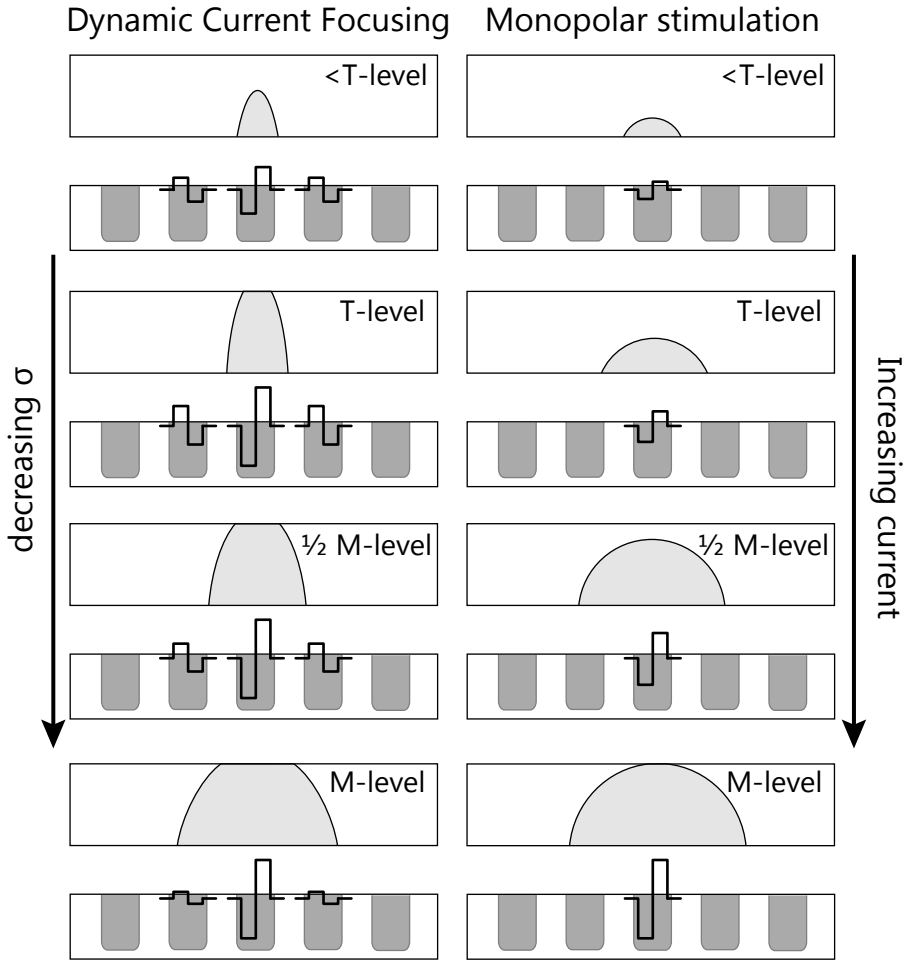 Dynamic Current Focusing
Monopolar stimulation
<T-level
<T-level
T-level
T-level
decreasing σ
Increasing current
½ M-level
½ M-level
M-level
M-level